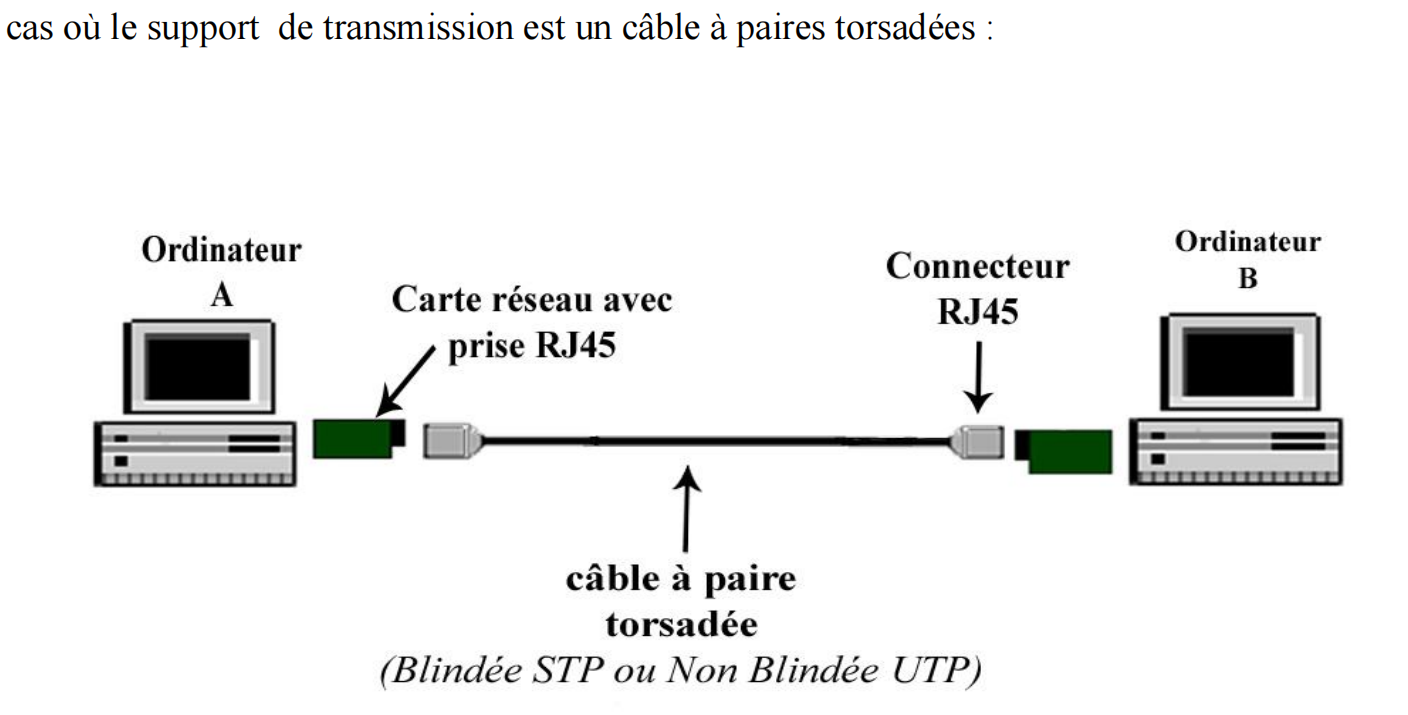 cas où le support de transmission est un câble à paires torsadées :
Ordinateur
A
Carte réseau avec
prise RJ45
Connecteur
RJ45
Ordinateur
B
câble à paire
torsadée
(Blindée STP ou Non Blindée UTP)